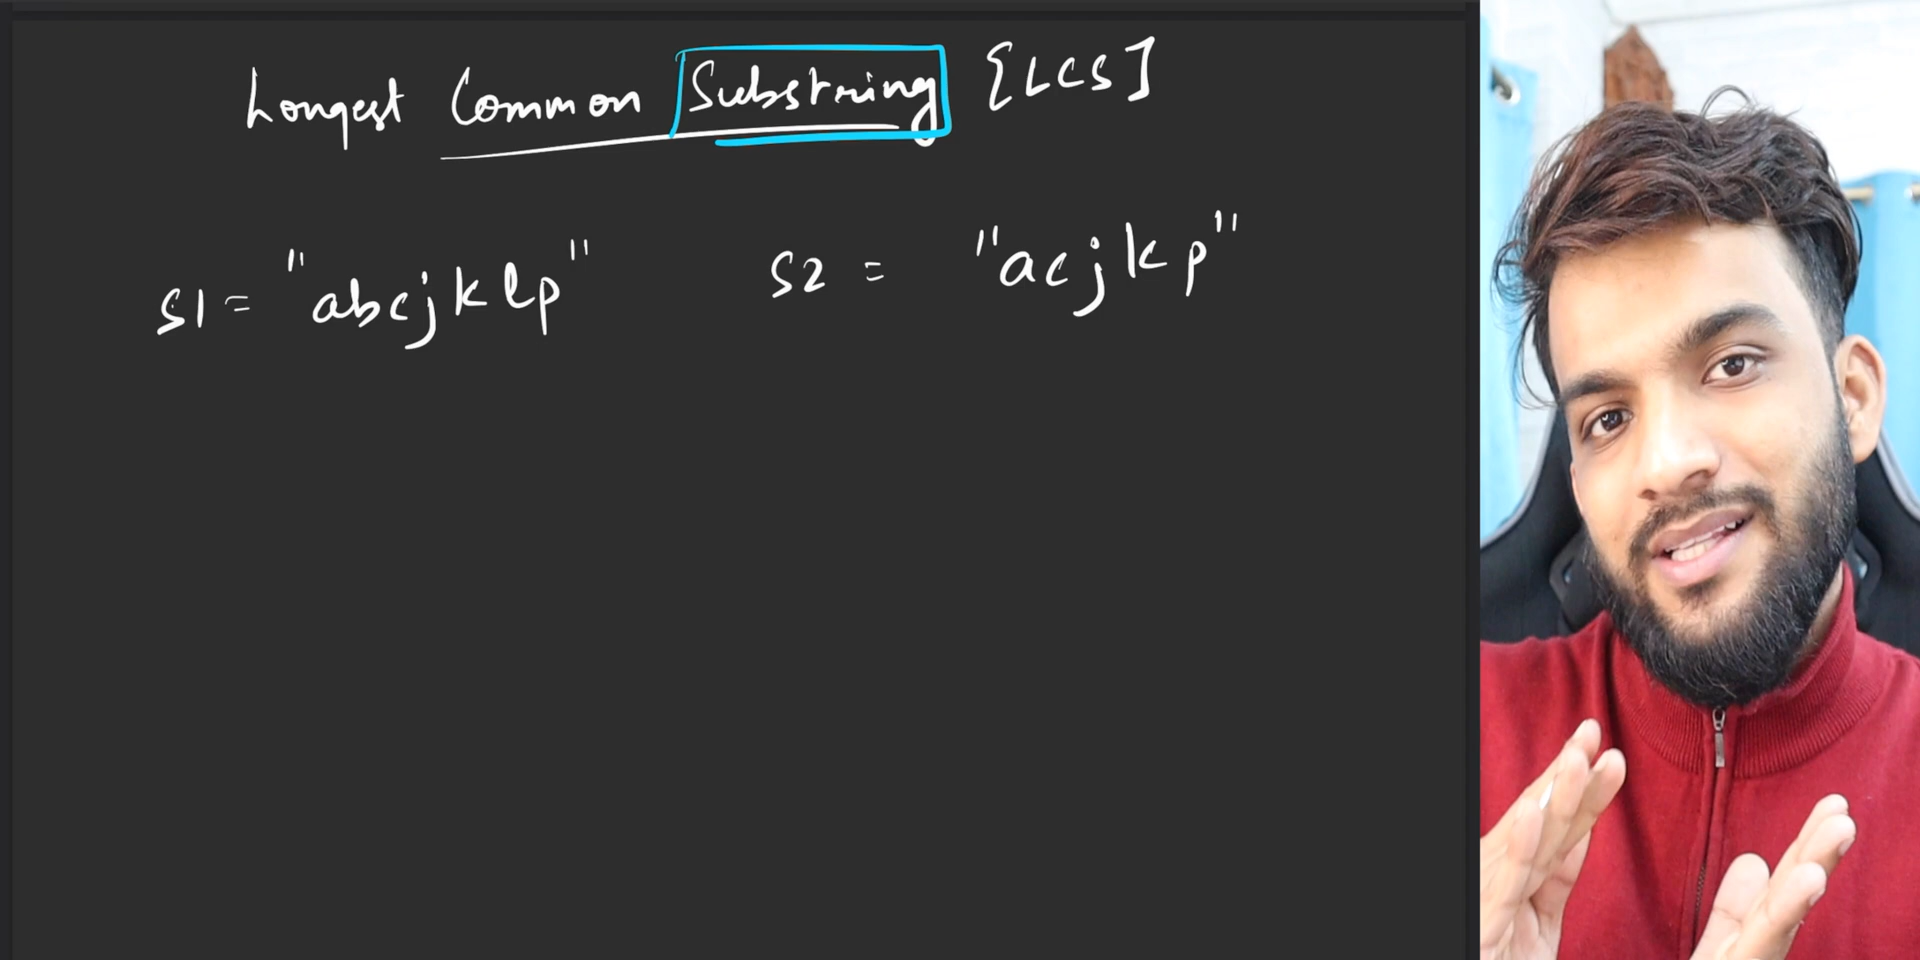 Longest Common Substring [LCS]
S1 = "abcjklp" S2 = "acjkp"